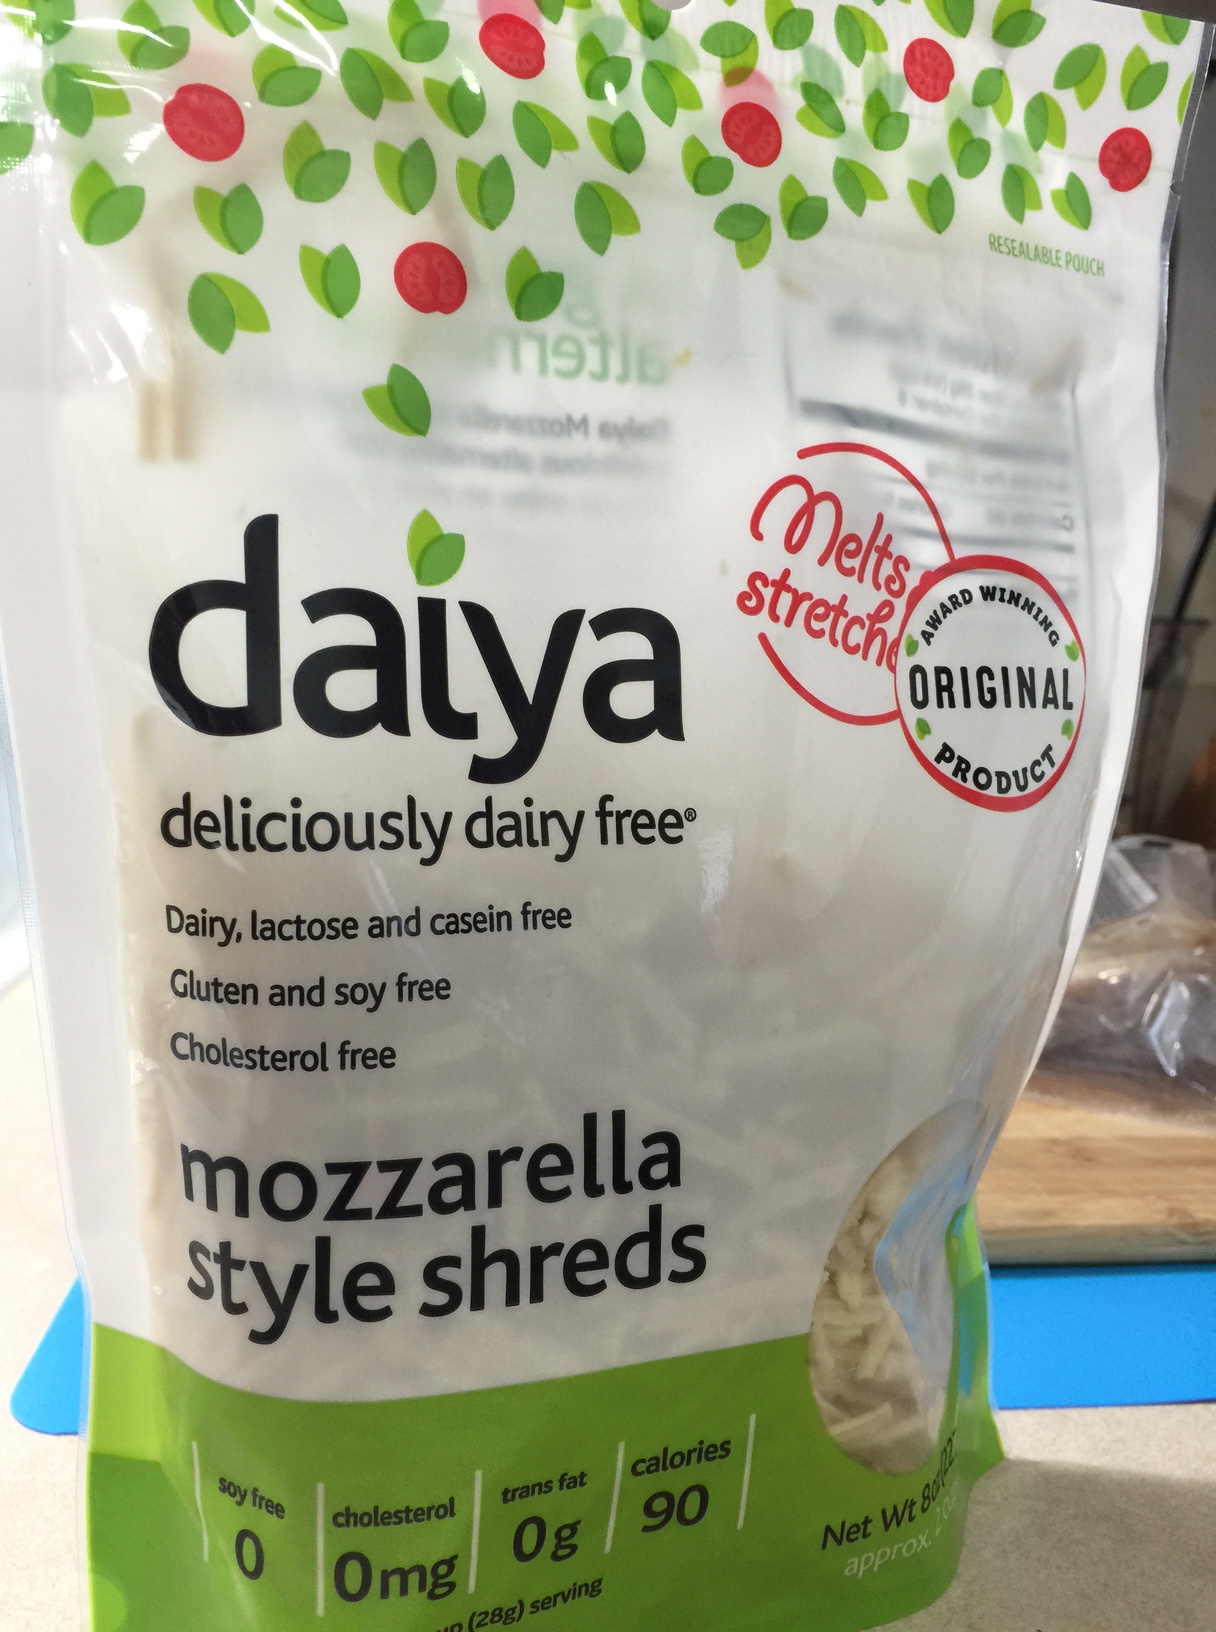 RESEALABLE POUCH
Melts
AWARD WINNING
ORIGINAL
PRODUCT
daiya
deliciously dairy free®
Dairy, lactose and casein free
Gluten and soy free
Cholesterol free
mozzarella
style shreds
soy free
0
cholesterol
0mg
trans fat
0g
calories
90
(28g) serving
Net Wt 8oz
approx.